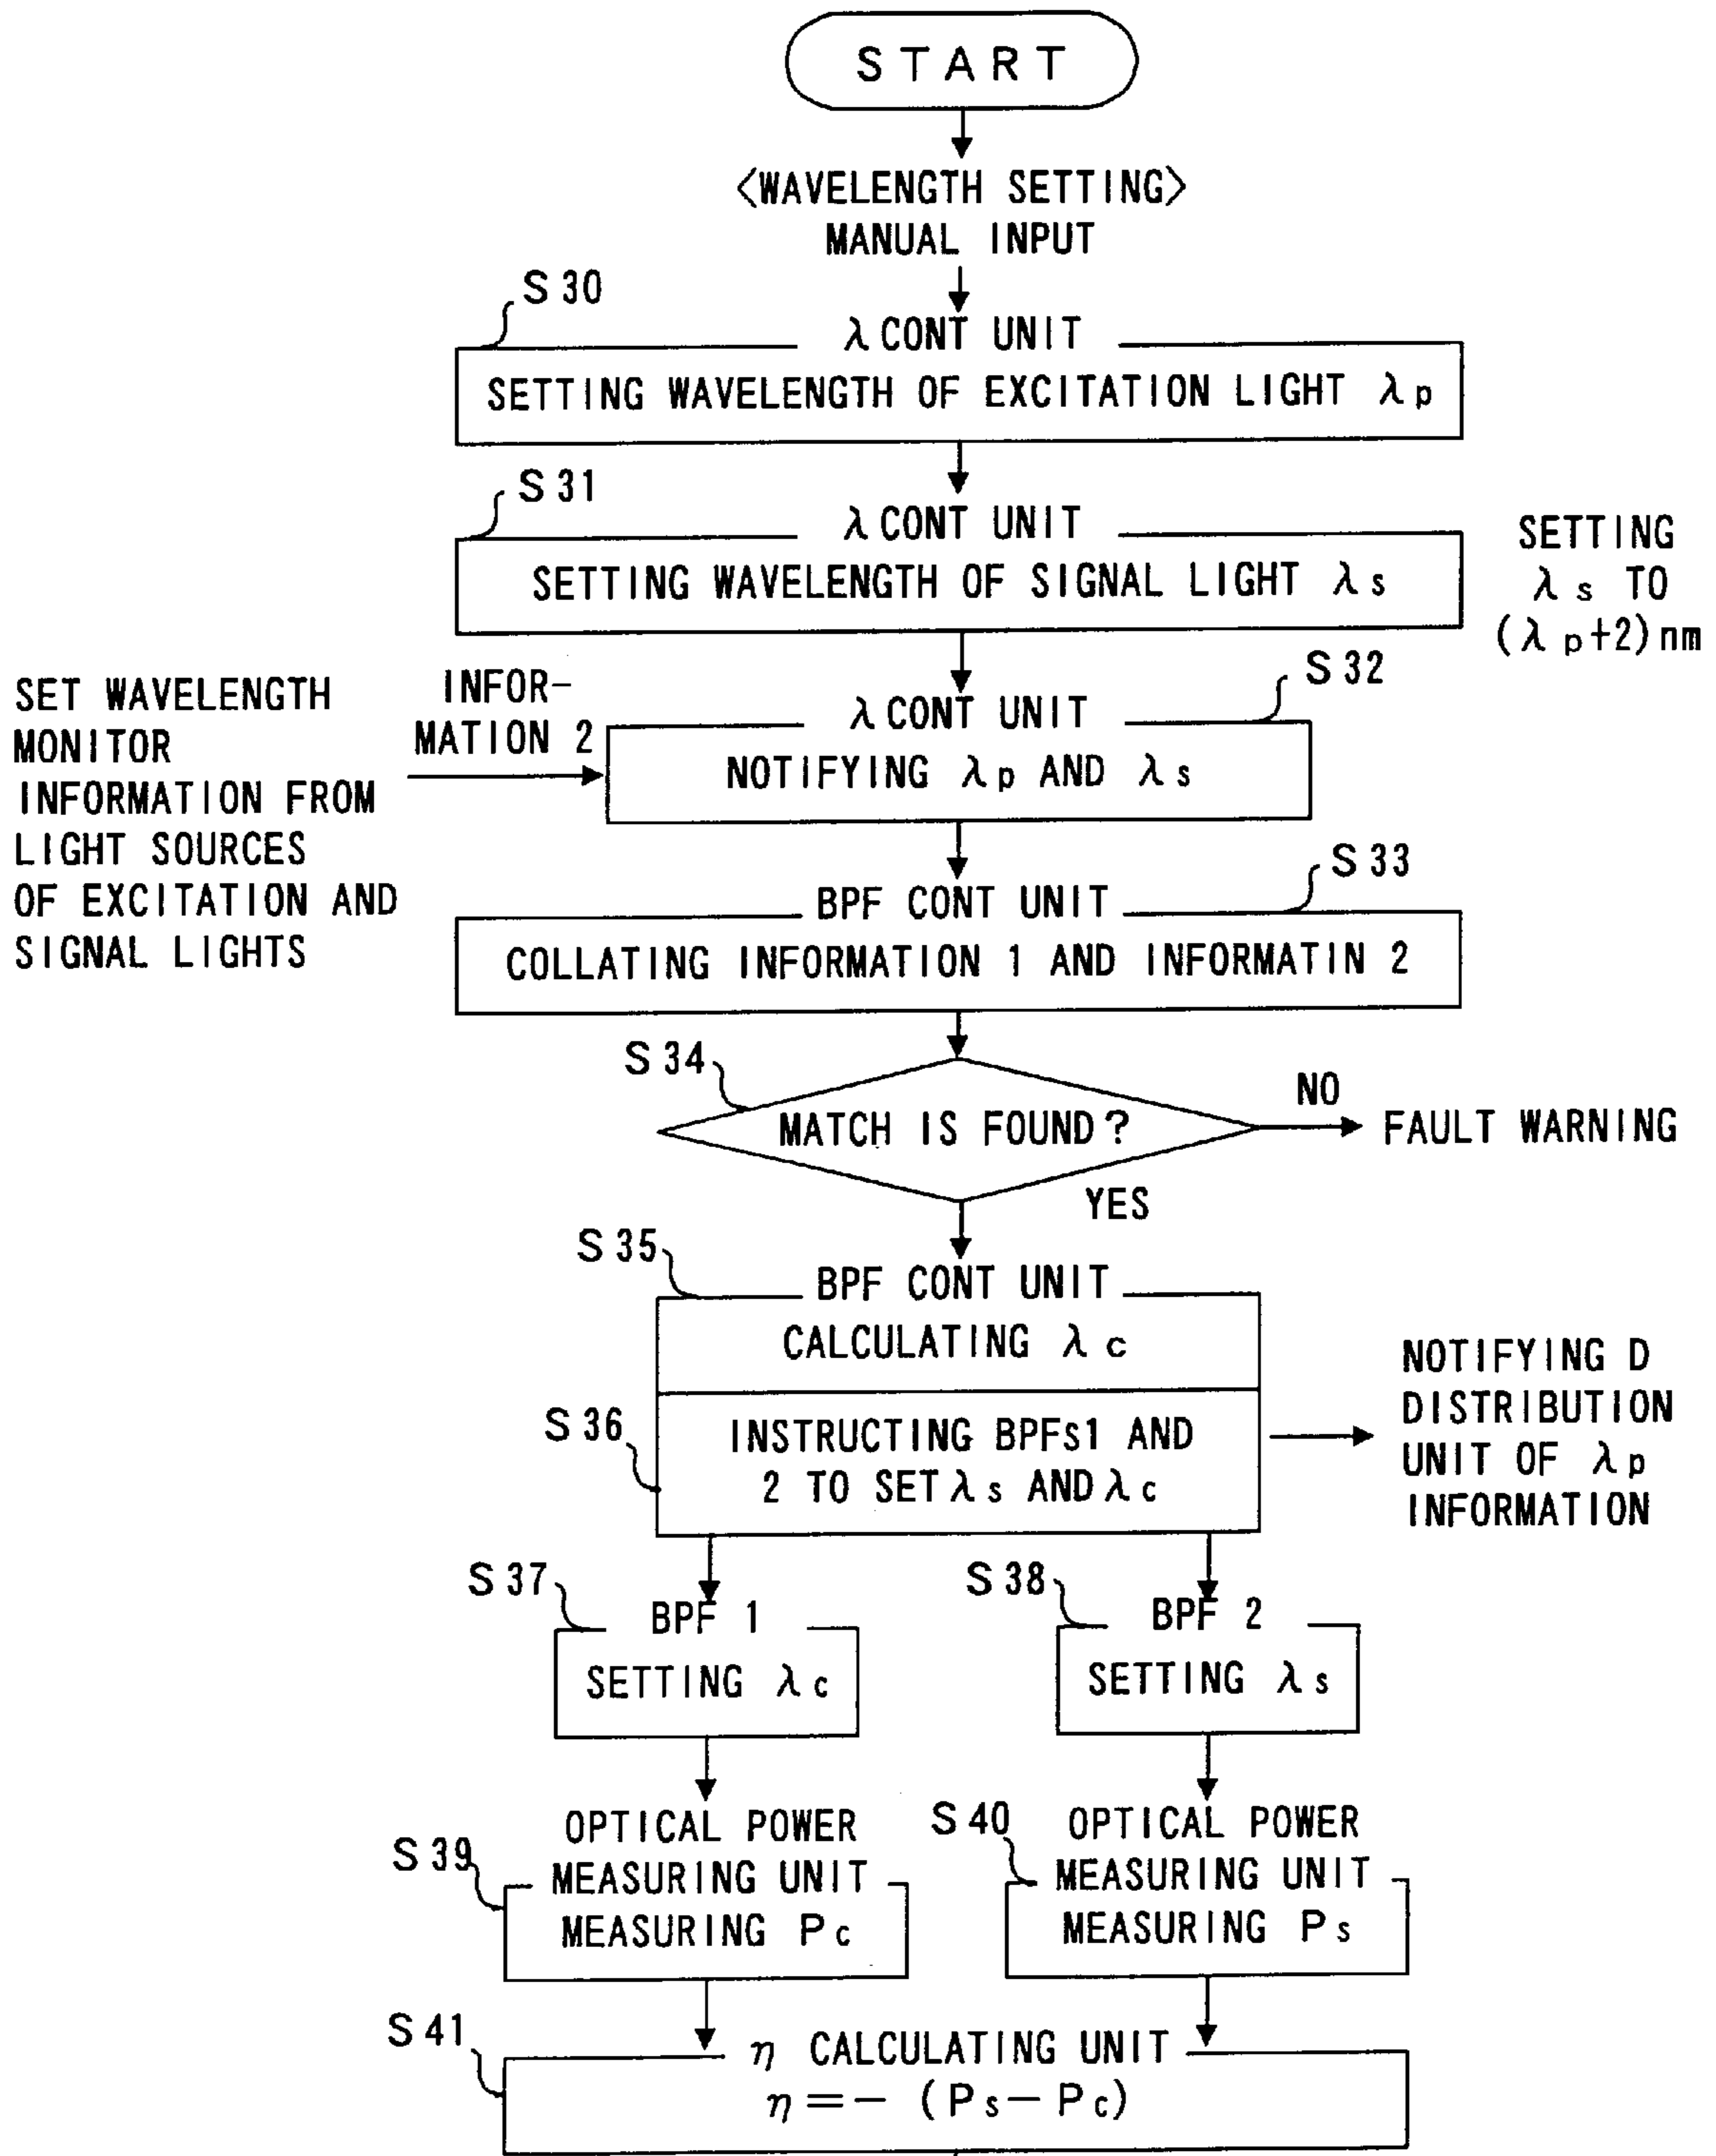 START
<WAVELENGTH SETTING>
MANUAL INPUT
S30
λ CONT UNIT
SETTING WAVELENGTH OF EXCITATION LIGHT λp
S31
λ CONT UNIT
SETTING WAVELENGTH OF SIGNAL LIGHT λs
SETTING
λs TO
(λp+2)nm
SET WAVELENGTH
MONITOR
INFORMATION FROM
LIGHT SOURCES
OF EXCITATION AND
SIGNAL LIGHTS
INFOR-
MATION 2
S32
λ CONT UNIT
NOTIFYING λp AND λs
S33
BPF CONT UNIT
COLLATING INFORMATION 1 AND INFORMATIN 2
S34
MATCH IS FOUND?
NO
FAULT WARNING
YES
S35
BPF CONT UNIT
CALCULATING λc
S36
INSTRUCTING BPFs1 AND
2 TO SET λs AND λc
NOTIFYING D
DISTRIBUTION
UNIT OF λp
INFORMATION
S37
BPF 1
SETTING λc
S38
BPF 2
SETTING λs
S39
OPTICAL POWER
MEASURING UNIT
MEASURING Pc
S40
OPTICAL POWER
MEASURING UNIT
MEASURING Ps
S41
η CALCULATING UNIT
η=-(Ps-Pc)